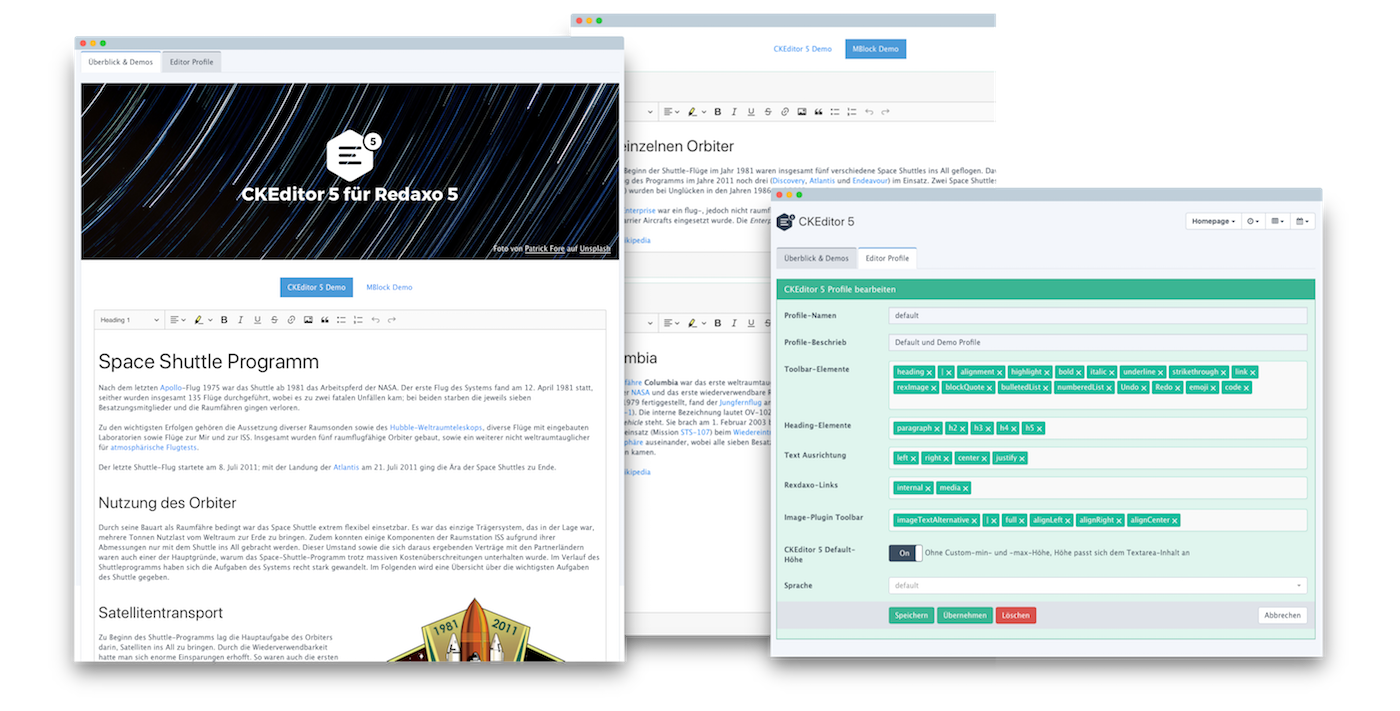 Überblick & Demos
Editor Profile
5
CKEditor 5 für Redaxo 5
Foto von Patrick Fore auf Unsplash
CKEditor 5 Demo
MBlock Demo
Heading 1
B I U S
Space Shuttle Programm
Nach dem letzten Apollo-Flug 1975 war das Shuttle ab 1981 das Arbeitspferd der NASA. Der erste Flug des Systems fand am 12. April 1981 statt,
seither wurden insgesamt 135 Flüge durchgeführt, wobei es zu zwei fatalen Unfällen kam; bei beiden starben die jeweils sieben
Besatzungsmitglieder und die Raumfähren gingen verloren.
Zu den wichtigsten Erfolgen gehören die Aussetzung diverser Raumsonden sowie des Hubble-Weltraumteleskops, diverse Flüge mit eingebauten
Laboratorien sowie Flüge zur Mir und zur ISS. Insgesamt wurden fünf raumflugfähige Orbiter gebaut, sowie ein weiterer nicht weltraumtauglicher
für atmosphärische Flugtests.
Der letzte Shuttle-Flug startete am 8. Juli 2011; mit der Landung der Atlantis am 21. Juli 2011 ging die Ära der Space Shuttles zu Ende.
Nutzung des Orbiter
Durch seine Bauart als Raumfähre bedingt war das Space Shuttle extrem flexibel einsetzbar. Es war das einzige Trägersystem, das in der Lage war,
mehrere Tonnen Nutzlast vom Weltraum zur Erde zu bringen. Zudem konnten einige Komponenten der Raumstation ISS aufgrund ihrer
Abmessungen nur mit dem Shuttle ins All gebracht werden. Dieser Umstand sowie die sich daraus ergebenden Verträge mit den Partnerländern
waren auch einer der Hauptgründe, warum das Space-Shuttle-Programm trotz massiven Kostenüberschreitungen unterhalten wurde. Im Verlauf des
Shuttleprogramms haben sich die Aufgaben des Systems recht stark gewandelt. Im Folgenden wird eine Übersicht über die wichtigsten Aufgaben
des Shuttle gegeben.
Satellitentransport
Zu Beginn des Shuttle-Programms lag die Hauptaufgabe des Orbiters
darin, Satelliten ins All zu bringen. Durch die Wiederverwendbarkeit
hatte man sich enorme Einsparungen erhofft. So waren auch die ersten
1981 2011
CKEditor 5 Demo
MBlock Demo
B I U S
einzelnen Orbiter
Beginn der Shuttle-Flüge im Jahr 1981 waren insgesamt fünf verschiedene Space Shuttles ins All geflogen. Da
g des Programms im Jahre 2011 noch drei (Discovery, Atlantis und Endeavour) im Einsatz. Zwei Space Shuttle
) wurden bei Unglücken in den Jahren 1986
nterprise war ein flug-, jedoch nicht raumf
arrier Aircrafts eingesetzt wurde. Die Enterp
kipedia
B I U S
mbia
fähre Columbia war das erste weltraumtau
r NASA und das erste wiederverwendbare R
1979 fertiggestellt, fand der Jungfernflug a
-1). Die interne Bezeichnung lautet OV-102
ehicle steht. Sie brach am 1. Februar 2003 b
einsatz (Mission STS-107) beim Wiedereint
phäre auseinander, wobei alle sieben Besat
n kamen.
kipedia
5
CKEditor 5
Homepage
Überblick & Demos
Editor Profile
CKEditor 5 Profile bearbeiten
Profile-Namen
default
Profile-Beschrieb
Default und Demo Profile
Toolbar-Elemente
heading x | x alignment x highlight x bold x italic x underline x strikethrough x link x
rexImage x blockQuote x bulletedList x numberedList x Undo x Redo x emoji x code x
Heading-Elemente
paragraph x h2 x h3 x h4 x h5 x
Text Ausrichtung
left x right x center x justify x
Rexdaxo-Links
internal x media x
Image-Plugin Toolbar
imageTextAlternative x | x full x alignLeft x alignRight x alignCenter x
CKEditor 5 Default-
Höhe
On
Ohne Custom-min- und -max-Höhe, Höhe passt sich dem Textarea-Inhalt an
Sprache
default
Speichern
Übernehmen
Löschen
Abbrechen